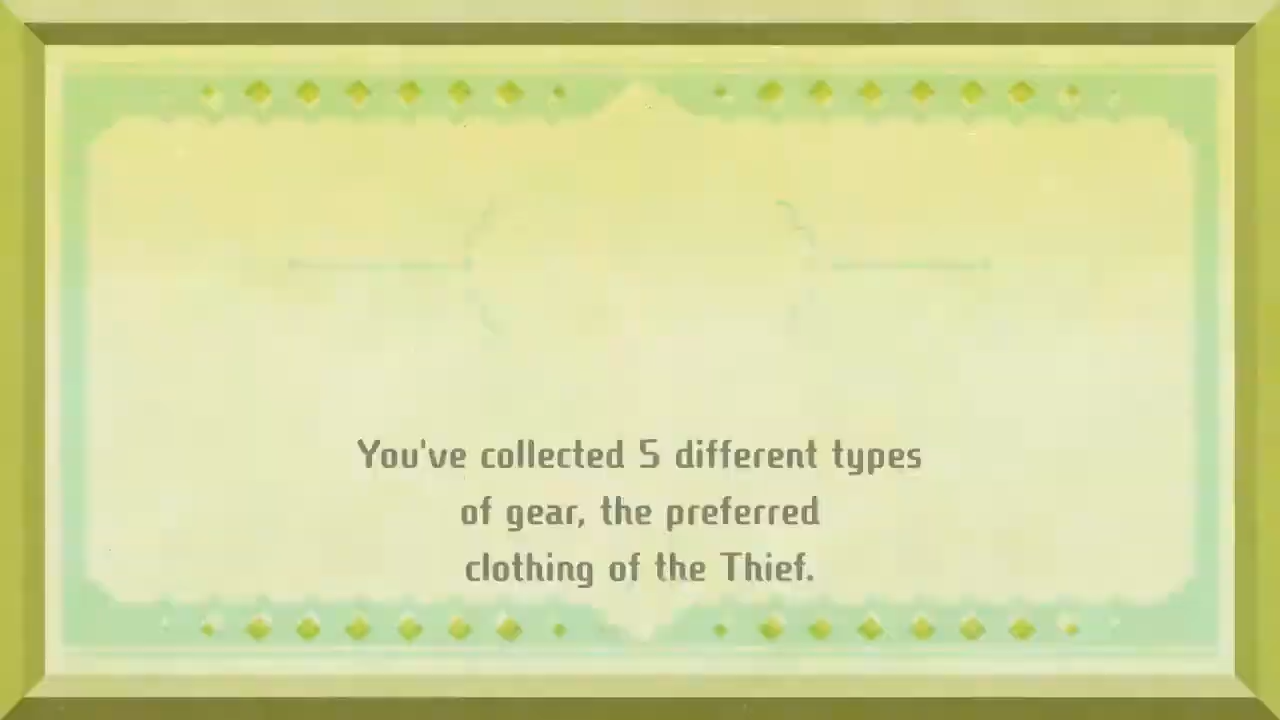 You've collected 5 different types
of gear, the preferred
clothing of the Thief.